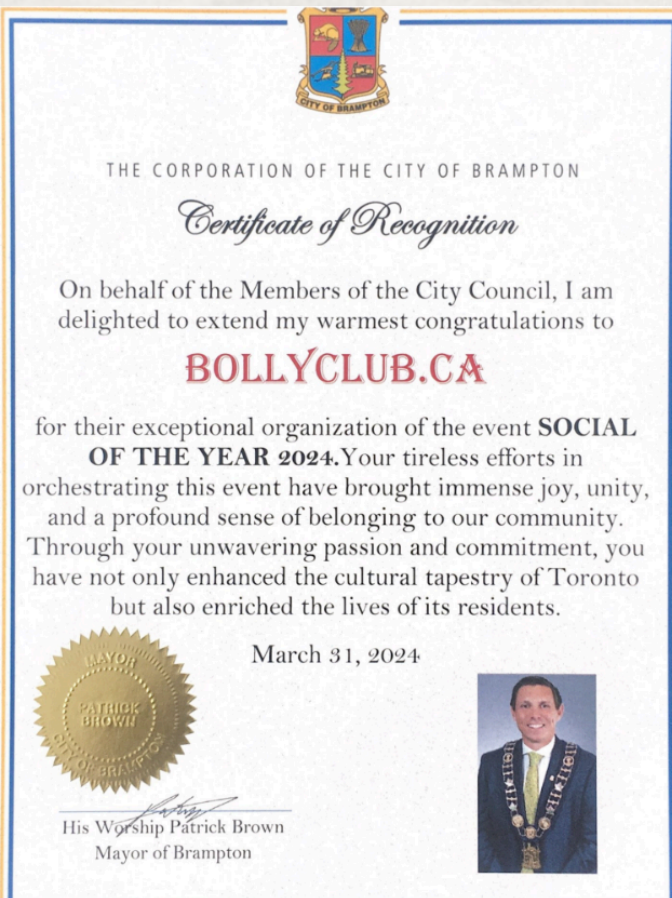 CITY OF BRAMPTON
THE CORPORATION OF THE CITY OF BRAMPTON
Certificate of Recognition
On behalf of the Members of the City Council, I am
delighted to extend my warmest congratulations to
BOLLYCLUB.CA
for their exceptional organization of the event SOCIAL
OF THE YEAR 2024.Your tireless efforts in
orchestrating this event have brought immense joy, unity,
and a profound sense of belonging to our community.
Through your unwavering passion and commitment, you
have not only enhanced the cultural tapestry of Toronto
but also enriched the lives of its residents.
March 31, 2024
MAYOR
PATRICK
BROWN
CITY OF BRAMPTON
His Worship Patrick Brown
Mayor of Brampton